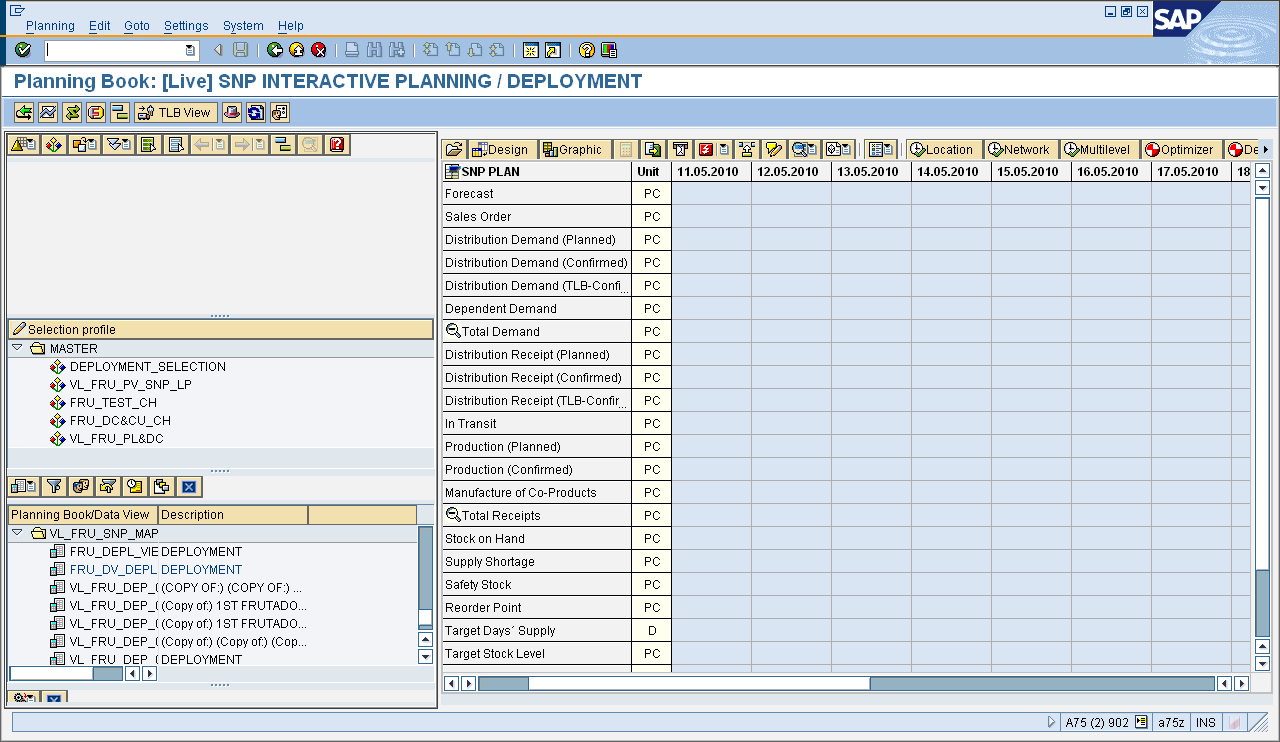 Planning Edit Goto Settings System Help
SAP
Planning Book: [Live] SNP INTERACTIVE PLANNING / DEPLOYMENT
TLB View
Design Graphic Location Network Multilevel Optimizer De
SNP PLAN Unit 11.05.2010 12.05.2010 13.05.2010 14.05.2010 15.05.2010 16.05.2010 17.05.2010 18
Forecast PC
Sales Order PC
Distribution Demand (Planned) PC
Distribution Demand (Confirmed) PC
Distribution Demand (TLB-Confi... PC
Dependent Demand PC
Total Demand PC
Distribution Receipt (Planned) PC
Distribution Receipt (Confirmed) PC
Distribution Receipt (TLB-Confir... PC
In Transit PC
Production (Planned) PC
Production (Confirmed) PC
Manufacture of Co-Products PC
Total Receipts PC
Stock on Hand PC
Supply Shortage PC
Safety Stock PC
Reorder Point PC
Target Days´ Supply D
Target Stock Level PC
Selection profile
MASTER
DEPLOYMENT_SELECTION
VL_FRU_PV_SNP_LP
FRU_TEST_CH
FRU_DC&CU_CH
VL_FRU_PL&DC
Planning Book/Data View Description
VL_FRU_SNP_MAP
FRU_DEPL_VIE DEPLOYMENT
FRU_DV_DEPL DEPLOYMENT
VL_FRU_DEP_( (COPY OF:) (COPY OF:) ...
VL_FRU_DEP_( (Copy of:) 1ST FRUTADO...
VL_FRU_DEP_( (Copy of:) 1ST FRUTADO...
VL_FRU_DEP_( (Copy of:) (Copy of:) (Cop...
VL_FRU_DEP_( DEPLOYMENT
A75 (2) 902 a75z INS